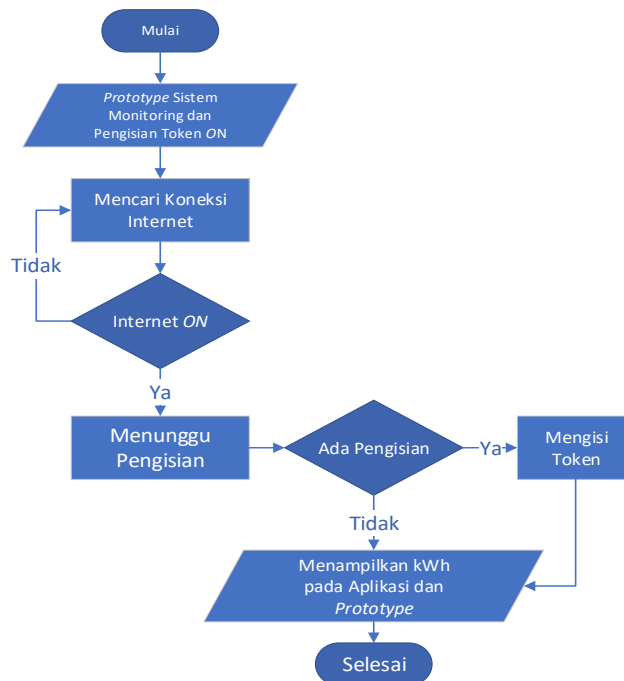 Mulai
Prototype Sistem
Monitoring dan
Pengisian Token ON
Mencari Koneksi
Internet
Tidak
Internet ON
Ya
Menunggu
Pengisian
Ada Pengisian
Ya
Mengisi
Token
Tidak
Menampilkan kWh
pada Aplikasi dan
Prototype
Selesai